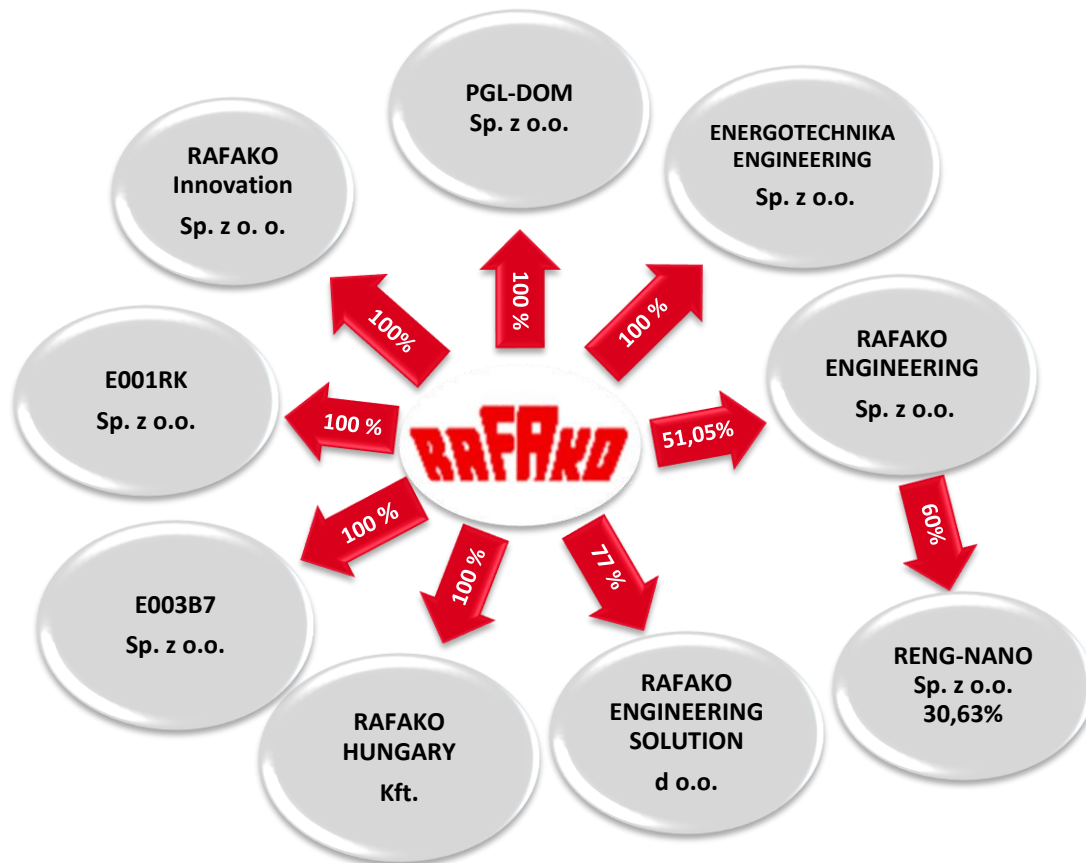 PGL-DOM
Sp. z o.o.
ENERGOTECHNIKA
ENGINEERING
Sp. z o.o.
RAFAKO
Innovation
Sp. z o. o.
100%
100 %
100 %
RAFAKO
ENGINEERING
Sp. z o.o.
E001RK
Sp. z o.o.
100 %
RAFAKO
51,05%
60%
100 %
100 %
77 %
E003B7
Sp. z o.o.
RAFAKO
HUNGARY
Kft.
RAFAKO
ENGINEERING
SOLUTION
d o.o.
RENG-NANO
Sp. z o.o.
30,63%